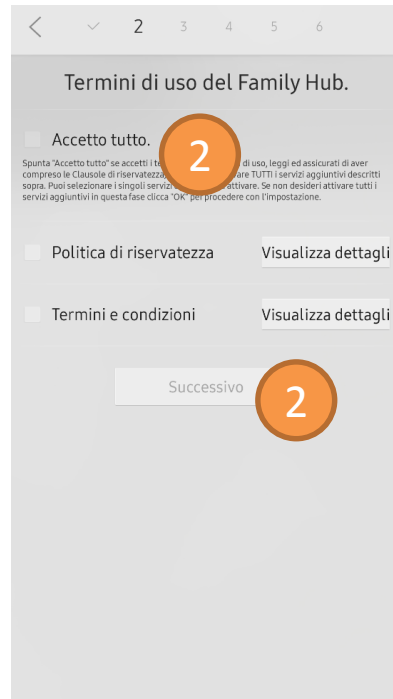 2 3 4 5 6
Termini di uso del Family Hub.
Accetto tutto.
2
Spunta "Accetto tutto" se accetti i te di uso, leggi ed assicurati di aver
compreso le Clausole di riservatezza are TUTTI i servizi aggiuntivi descritti
sopra. Puoi selezionare i singoli servizi attivare. Se non desideri attivare tutti i
servizi aggiuntivi in questa fase clicca "OK" per procedere con l'impostazione.
Politica di riservatezza Visualizza dettagli
Termini e condizioni Visualizza dettagli
Successivo
2